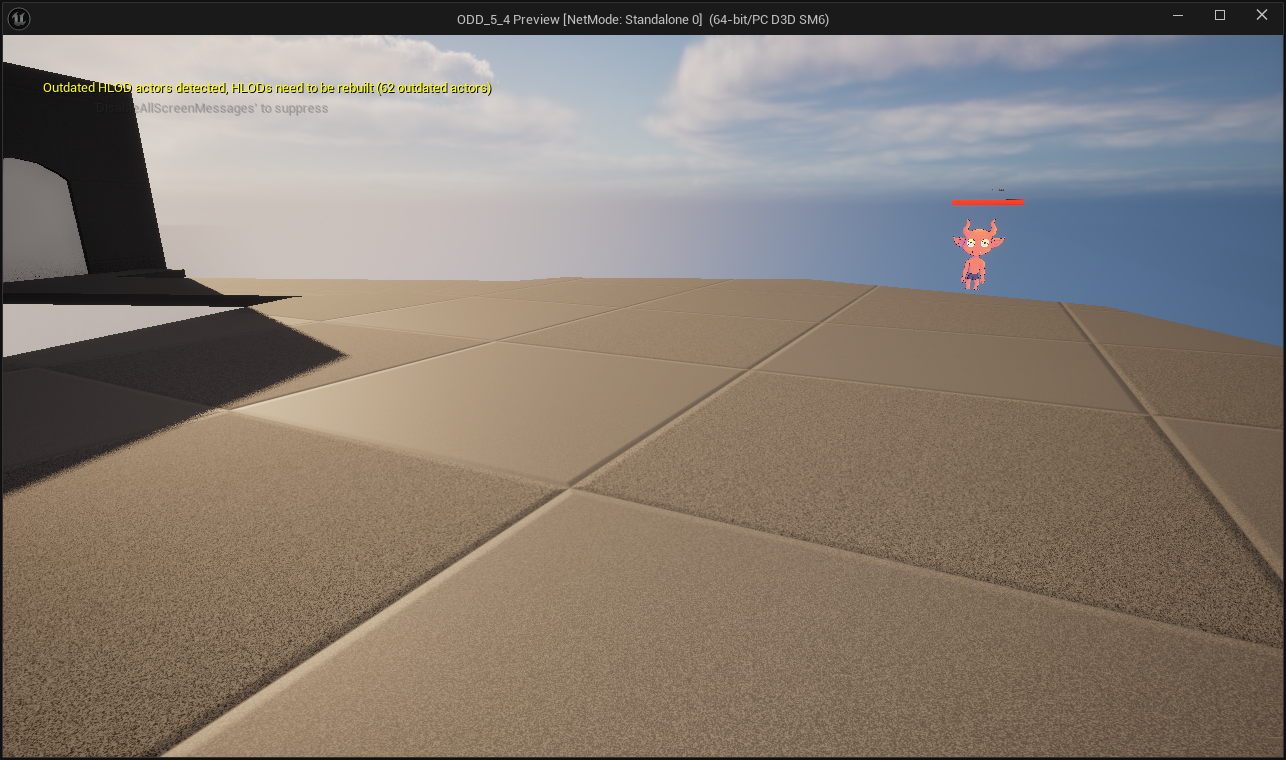 ODD_5_4 Preview [NetMode: Standalone 0] (64-bit/PC D3D SM6)
Outdated HLOD actors detected, HLODs need to be rebuilt (62 outdated actors)
to suppress